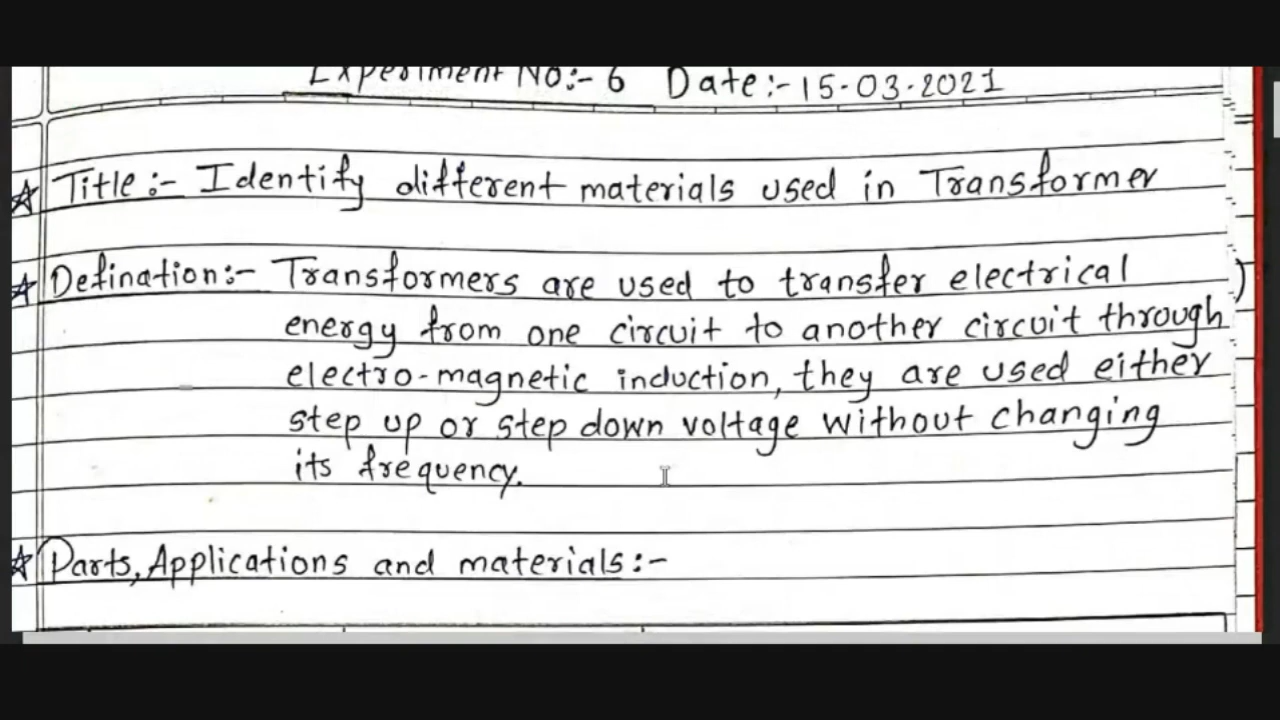 Experiment No:- 6 Date:- 15-03-2021
☆ Title:- Identify different materials used in Transformer
☆ Defination:- Transformers are used to transfer electrical
energy from one circuit to another circuit through
electro-magnetic induction, they are used either
step up or step down voltage without changing
its frequency.
☆ Parts, Applications and materials:-